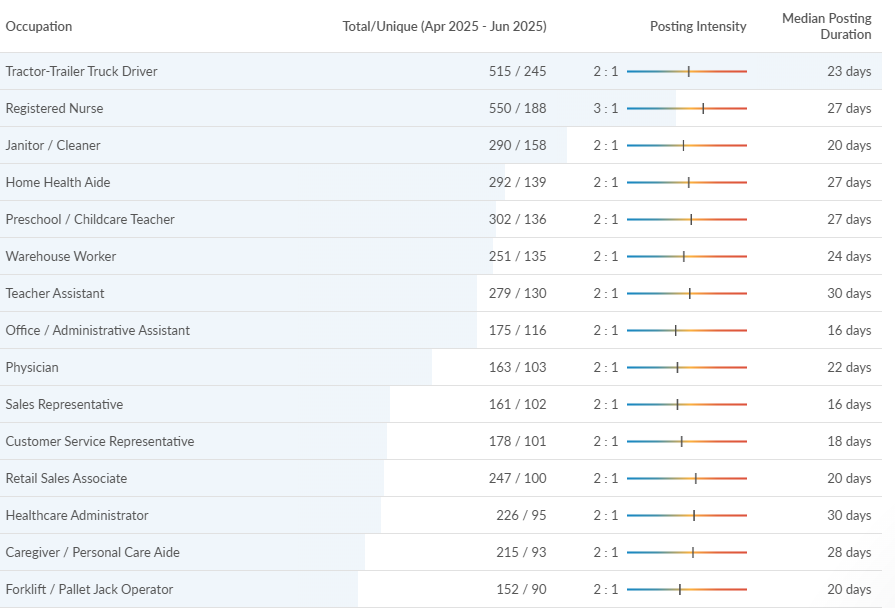 Occupation Total/Unique (Apr 2025 - Jun 2025) Posting Intensity Median Posting Duration
Tractor-Trailer Truck Driver 515 / 245 2 : 1 23 days
Registered Nurse 550 / 188 3 : 1 27 days
Janitor / Cleaner 290 / 158 2 : 1 20 days
Home Health Aide 292 / 139 2 : 1 27 days
Preschool / Childcare Teacher 302 / 136 2 : 1 27 days
Warehouse Worker 251 / 135 2 : 1 24 days
Teacher Assistant 279 / 130 2 : 1 30 days
Office / Administrative Assistant 175 / 116 2 : 1 16 days
Physician 163 / 103 2 : 1 22 days
Sales Representative 161 / 102 2 : 1 16 days
Customer Service Representative 178 / 101 2 : 1 18 days
Retail Sales Associate 247 / 100 2 : 1 20 days
Healthcare Administrator 226 / 95 2 : 1 30 days
Caregiver / Personal Care Aide 215 / 93 2 : 1 28 days
Forklift / Pallet Jack Operator 152 / 90 2 : 1 20 days